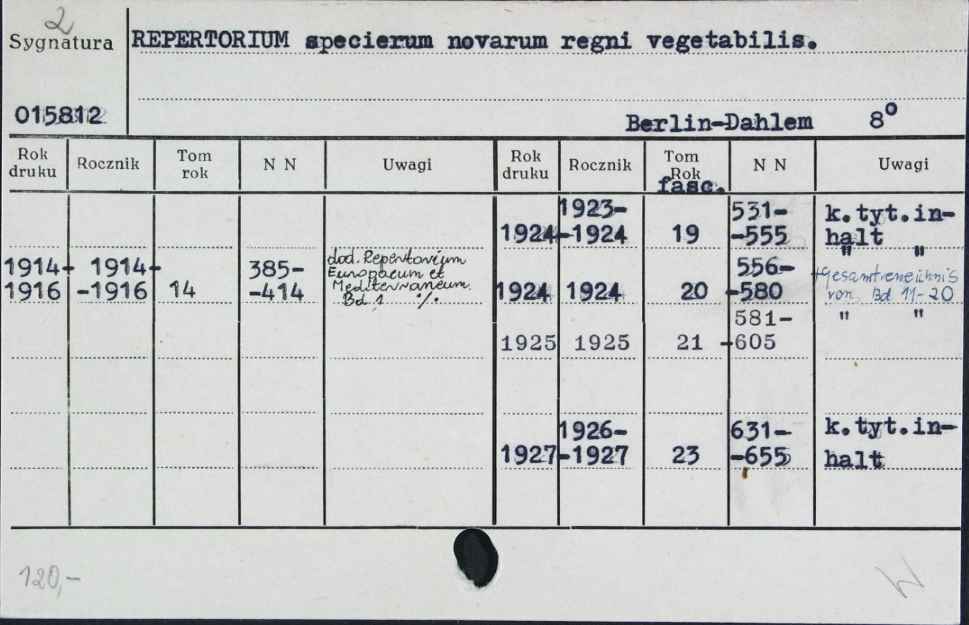 2
Sygnatura
REPERTORIUM specierum novarum regni vegetabilis.
015812
Berlin-Dahlem 8°
Rok druku Rocznik Tom rok N N Uwagi Rok druku Rocznik Tom Rok fasc. N N Uwagi
1923- 531- k.tyt.in-
1924 -1924 19 -555 halt
1914- 1914- 385- dod. Repertorium 556- " "
Europaeum et +Gesamtverzeichnis
1916 -1916 14 -414 Mediterraneum. 1924 1924 20 -580 von Bd 11-20
Bd. 1 ./.
581- " "
1925 1925 21 -605
1926- 631- k.tyt.in-
1927 -1927 23 -655 halt
120,-